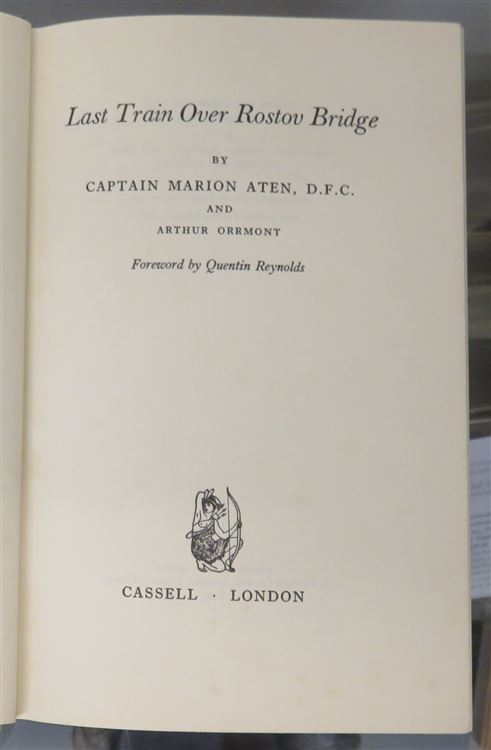 Last Train Over Rostov Bridge
BY
CAPTAIN MARION ATEN, D.F.C.
AND
ARTHUR ORRMONT
Foreword by Quentin Reynolds
CASSELL · LONDON